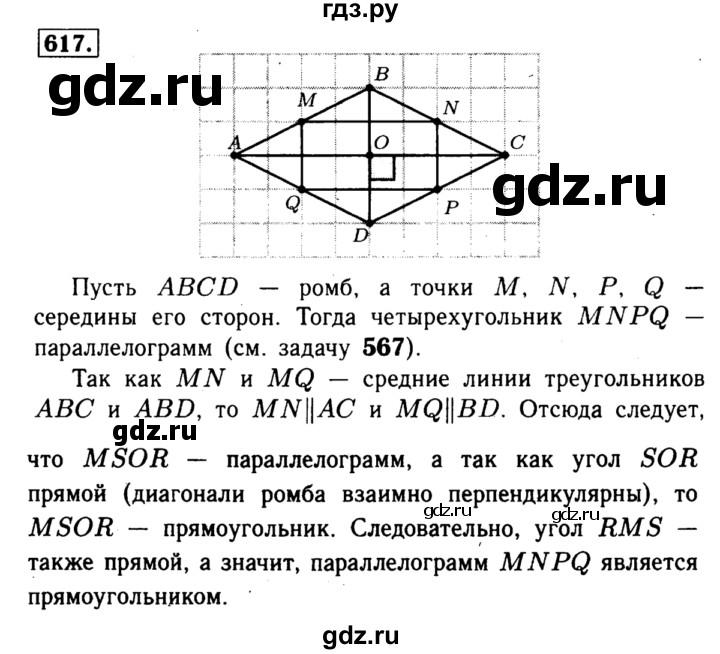 гдз.ру
617.
gdz.ru
B
M
N
A
O
C
gdz.ru
Q
P
D
Пусть ABCD — ромб, а точки M, N, P, Q —
середины его сторон. Тогда четырехугольник MNPQ —
параллелограмм (см. задачу 567).
Так как MN и MQ — средние линии треугольников
ABC и ABD, то MN||AC и MQ||BD. Отсюда следует,
gdz.ru
что MSOR — параллелограмм, а так как угол SOR
прямой (диагонали ромба взаимно перпендикулярны), то
gdz.ru
gdz.ru
MSOR — прямоугольник. Следовательно, угол RMS —
также прямой, а значит, параллелограмм MNPQ является
прямоугольником.
gdz.ru